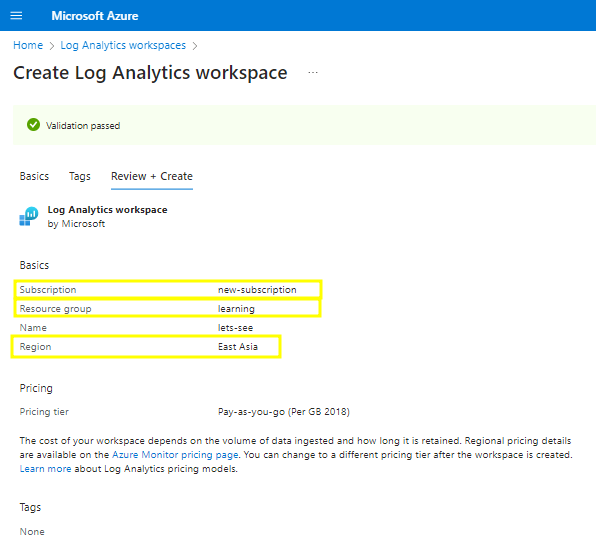 Microsoft Azure
Home > Log Analytics workspaces >
Create Log Analytics workspace ...
Validation passed
Basics Tags Review + Create
Log Analytics workspace
by Microsoft
Basics
Subscription new-subscription
Resource group learning
Name lets-see
Region East Asia
Pricing
Pricing tier Pay-as-you-go (Per GB 2018)
The cost of your workspace depends on the volume of data ingested and how long it is retained. Regional pricing details
are available on the Azure Monitor pricing page. You can change to a different pricing tier after the workspace is created.
Learn more about Log Analytics pricing models.
Tags
None